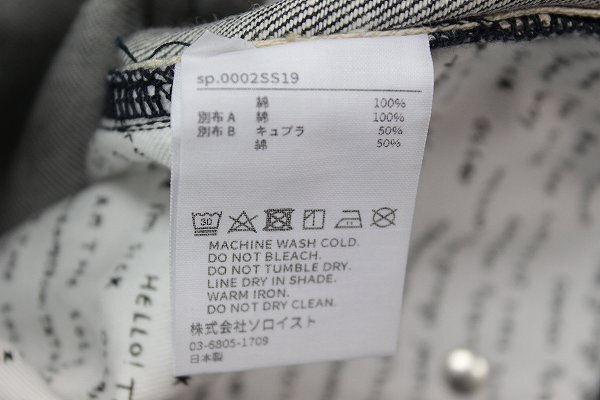 sp.0002SS19
綿 100%
別布 A 綿 100%
別布 B キュプラ 50%
綿 50%
30
MACHINE WASH COLD.
DO NOT BLEACH.
DO NOT TUMBLE DRY.
LINE DRY IN SHADE.
WARM IRON.
DO NOT DRY CLEAN.
株式会社ソロイスト
03-6805-1709
日本製
HELLO!